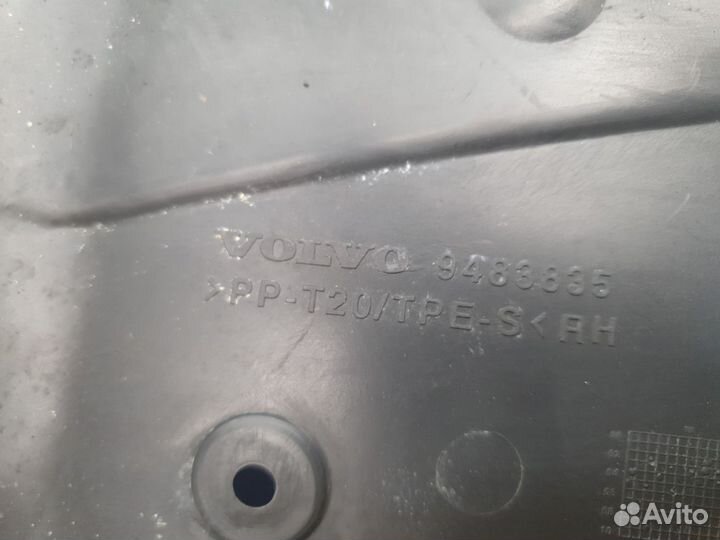 VOLVO 9483835
>PP-T20/TPE-S< RH
Avito